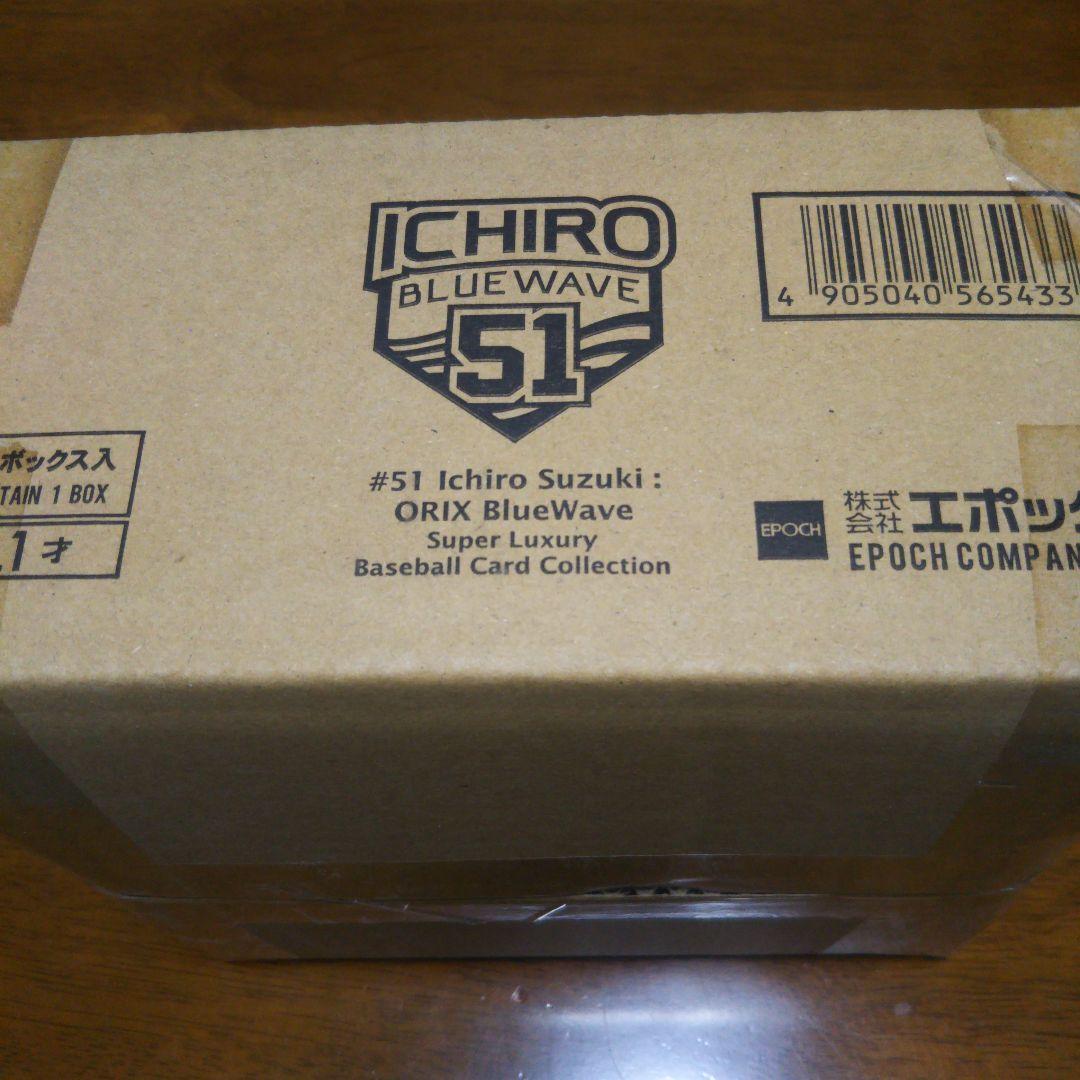 ICHIRO
BLUEWAVE
51
4 905040 565433
ボックス入
TAIN 1 BOX
1才
#51 Ichiro Suzuki :
ORIX BlueWave
Super Luxury
Baseball Card Collection
EPOCH
株式会社 エポック
EPOCH COMPAN